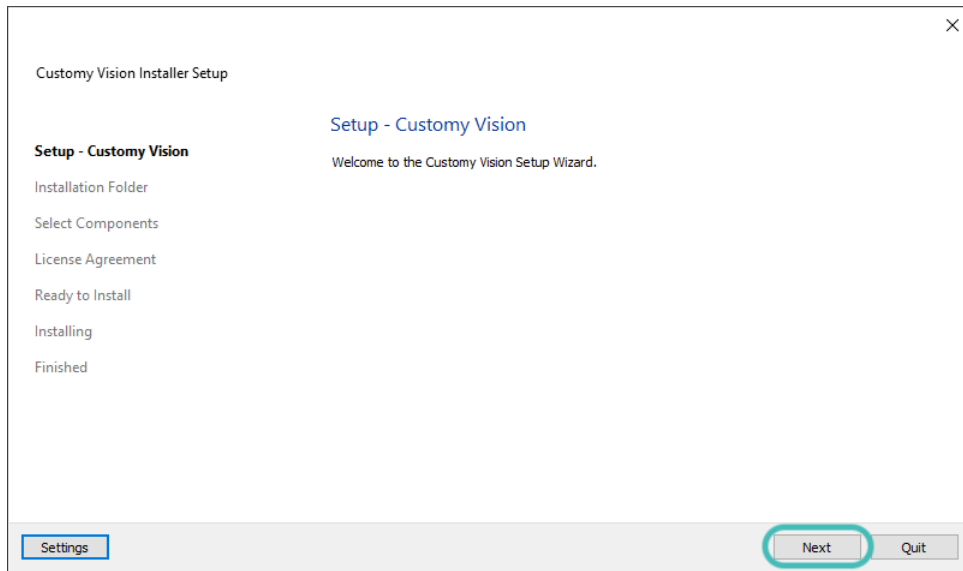 Customy Vision Installer Setup
Setup - Customy Vision
Setup - Customy Vision
Welcome to the Customy Vision Setup Wizard.
Installation Folder
Select Components
License Agreement
Ready to Install
Installing
Finished
Settings
Next
Quit